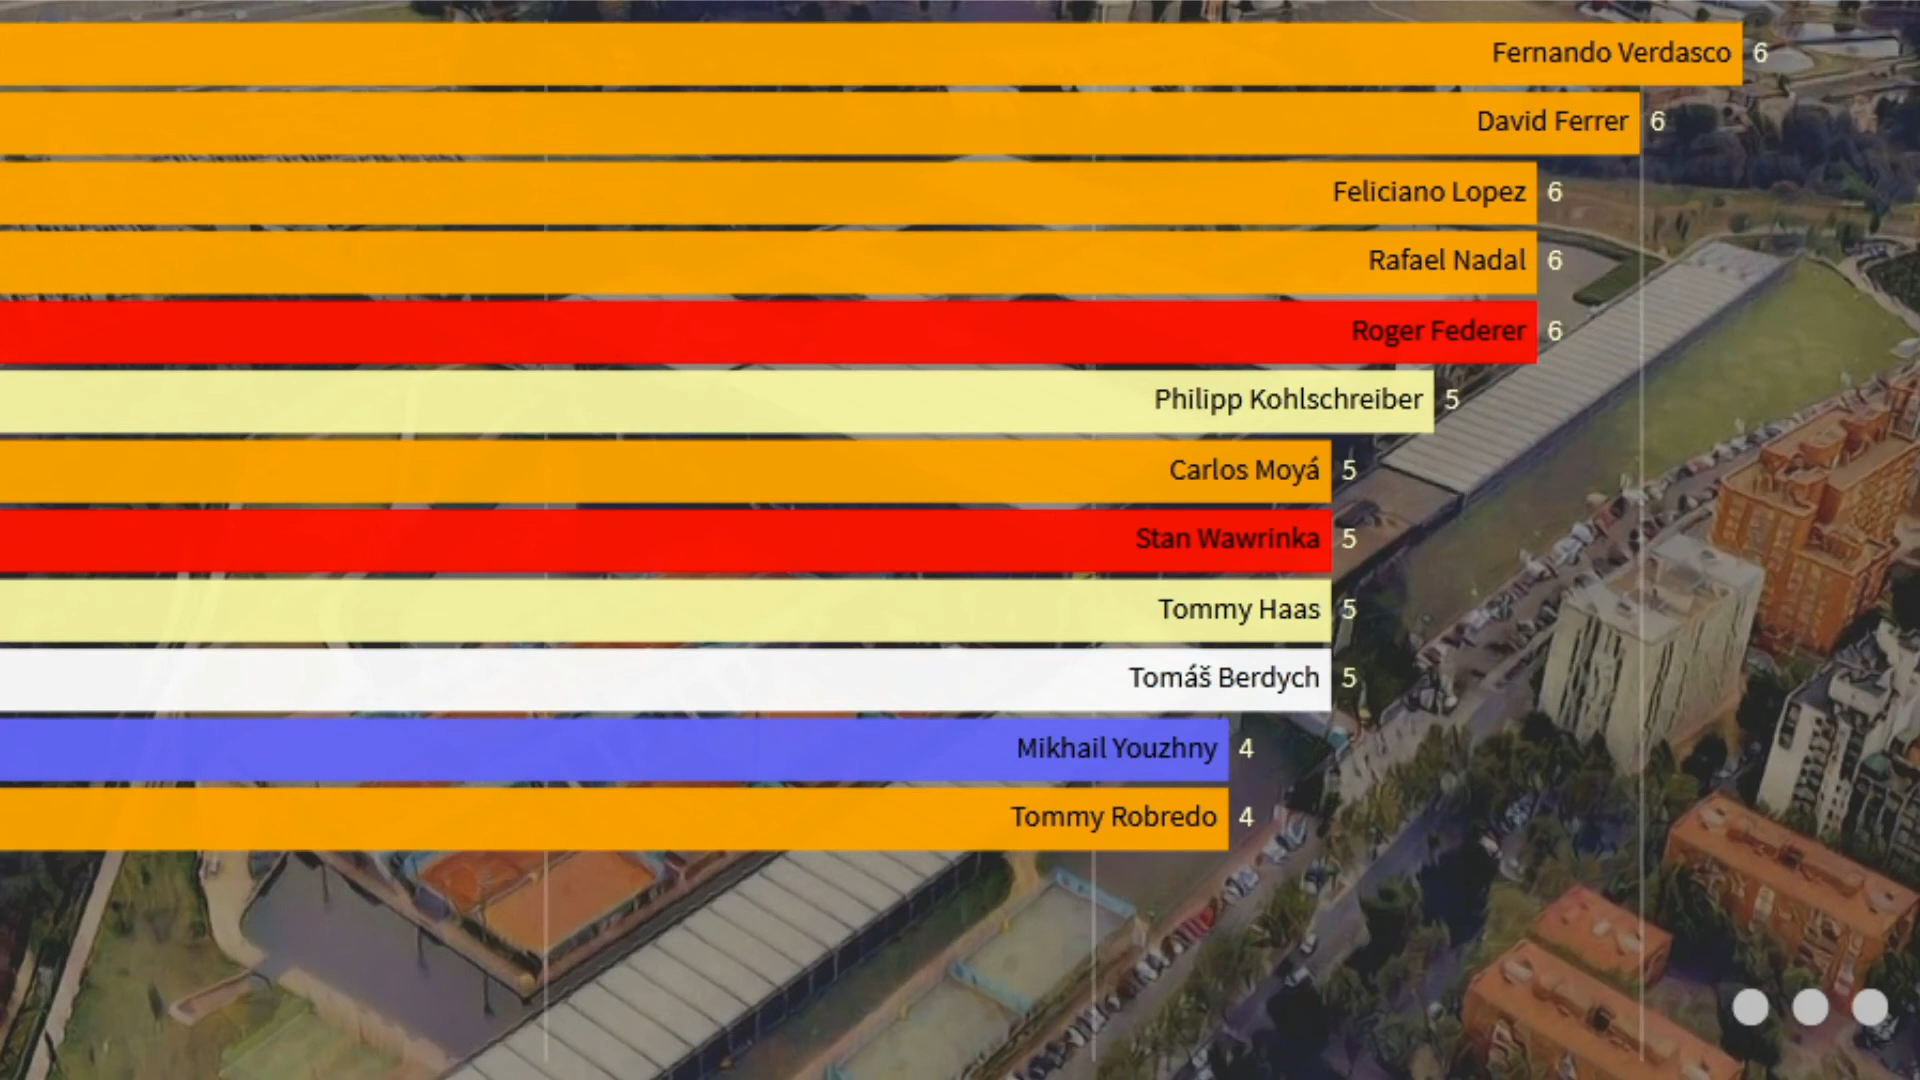 Fernando Verdasco 6
David Ferrer 6
Feliciano Lopez 6
Rafael Nadal 6
Roger Federer 6
Philipp Kohlschreiber 5
Carlos Moyá 5
Stan Wawrinka 5
Tommy Haas 5
Tomáš Berdych 5
Mikhail Youzhny 4
Tommy Robredo 4